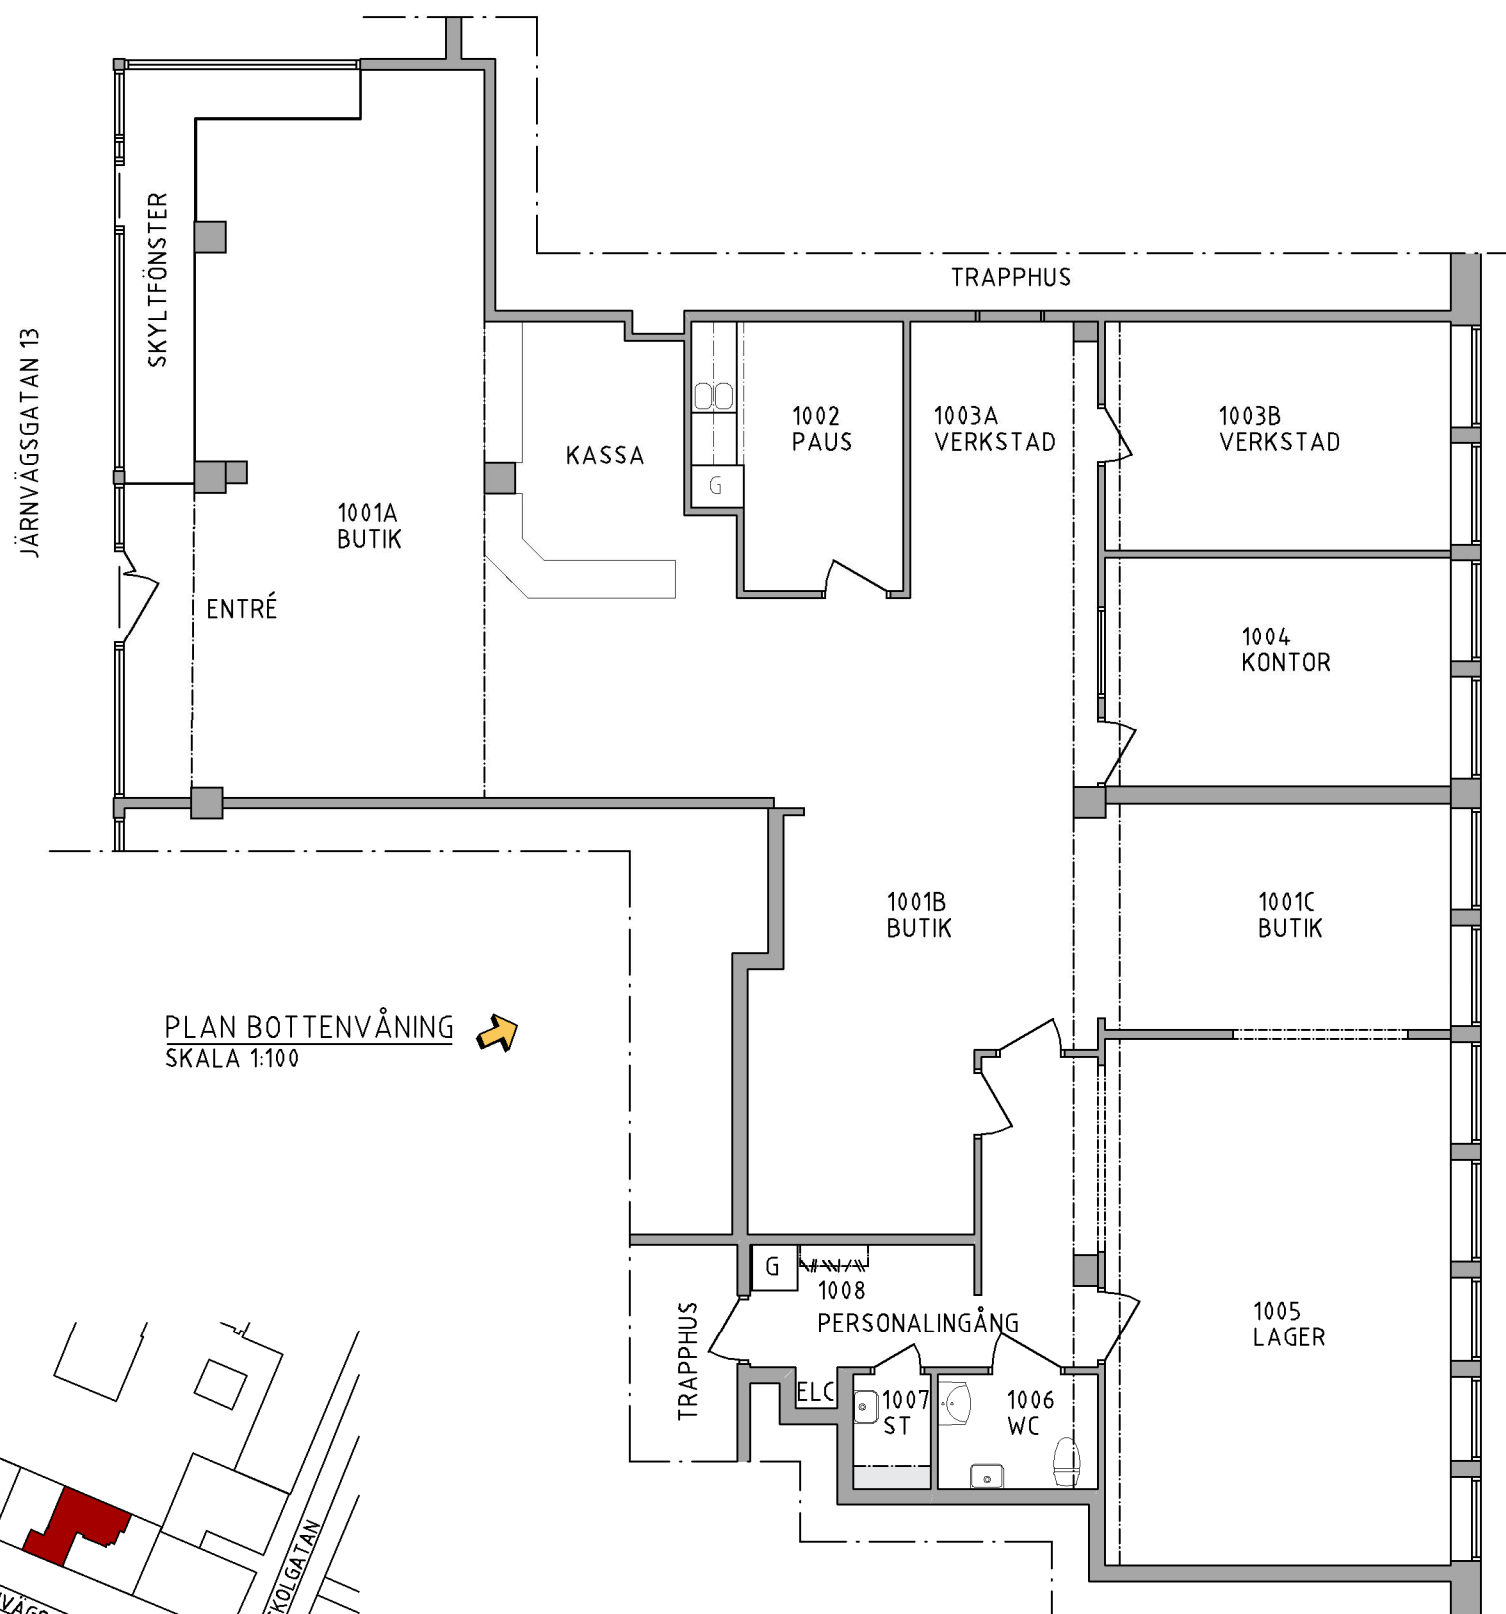 TRAPPHUS
SKYLTFÖNSTER
JÄRNVÄGSGATAN 13
1002
PAUS
1003A
VERKSTAD
1003B
VERKSTAD
KASSA
G
1001A
BUTIK
ENTRÉ
1004
KONTOR
1001B
BUTIK
1001C
BUTIK
PLAN BOTTENVÅNING
SKALA 1:100
G
1008
PERSONALINGÅNG
TRAPPHUS
1005
LAGER
ELC
1007
ST
1006
WC